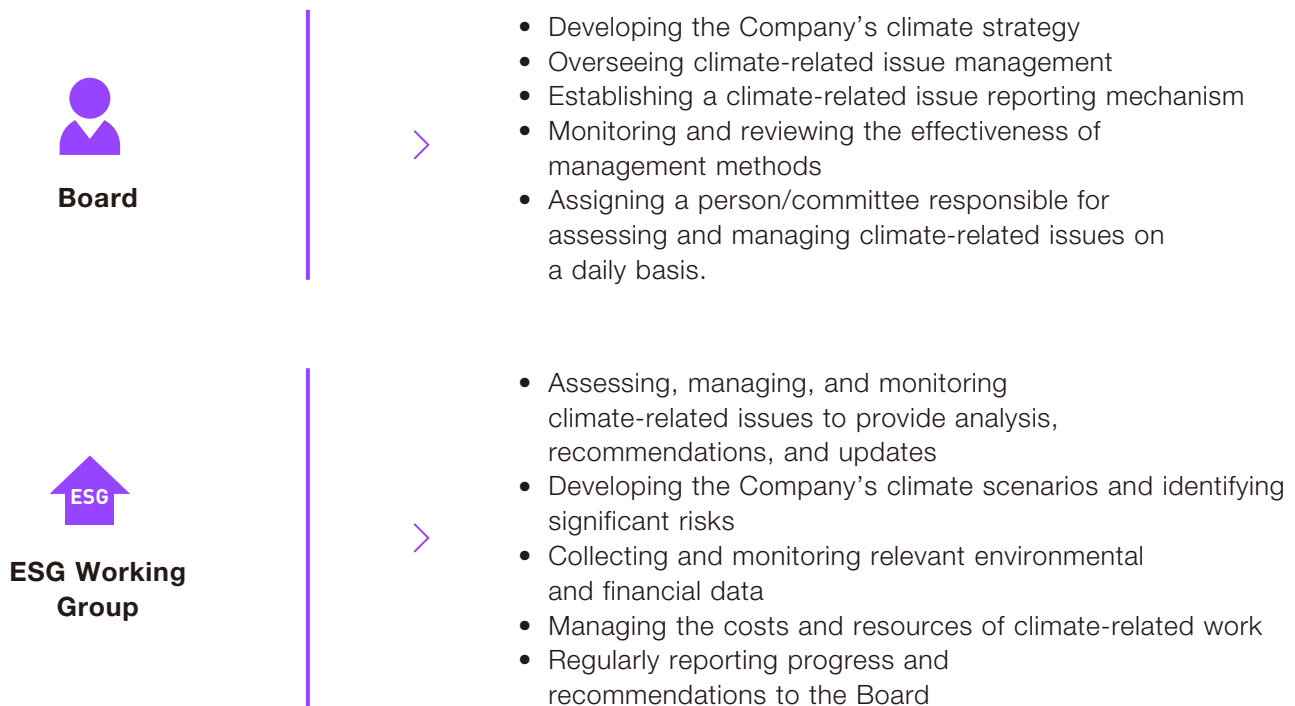 • Developing the Company’s climate strategy
• Overseeing climate-related issue management
• Establishing a climate-related issue reporting mechanism
• Monitoring and reviewing the effectiveness of
management methods
• Assigning a person/committee responsible for
assessing and managing climate-related issues on
a daily basis.
Board
• Assessing, managing, and monitoring
climate-related issues to provide analysis,
recommendations, and updates
• Developing the Company’s climate scenarios and identifying
significant risks
• Collecting and monitoring relevant environmental
and financial data
• Managing the costs and resources of climate-related work
• Regularly reporting progress and
recommendations to the Board
ESG
ESG Working
Group